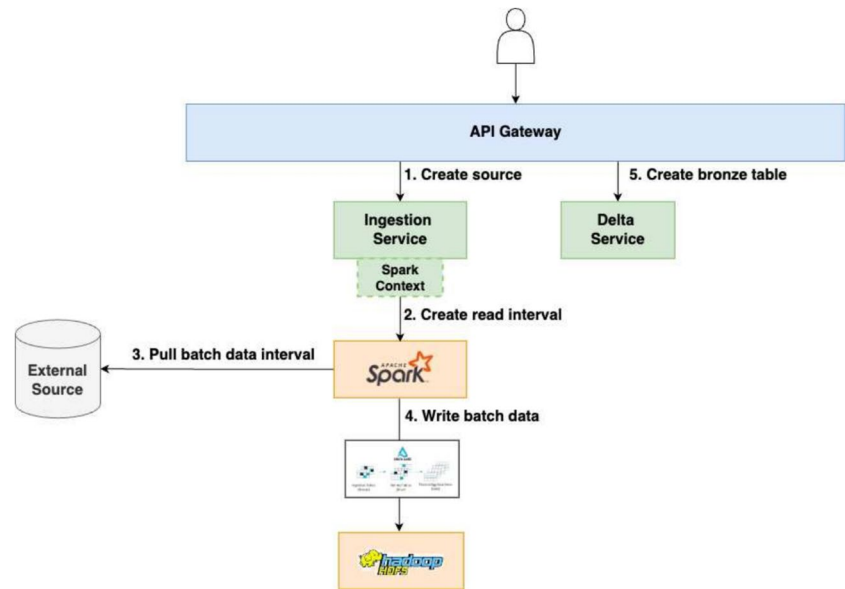 API Gateway
1. Create source
5. Create bronze table
Ingestion
Service
Delta
Service
Spark
Context
2. Create read interval
3. Pull batch data interval
External
Source
APACHE
Spark
4. Write batch data
hadoop
HDFS